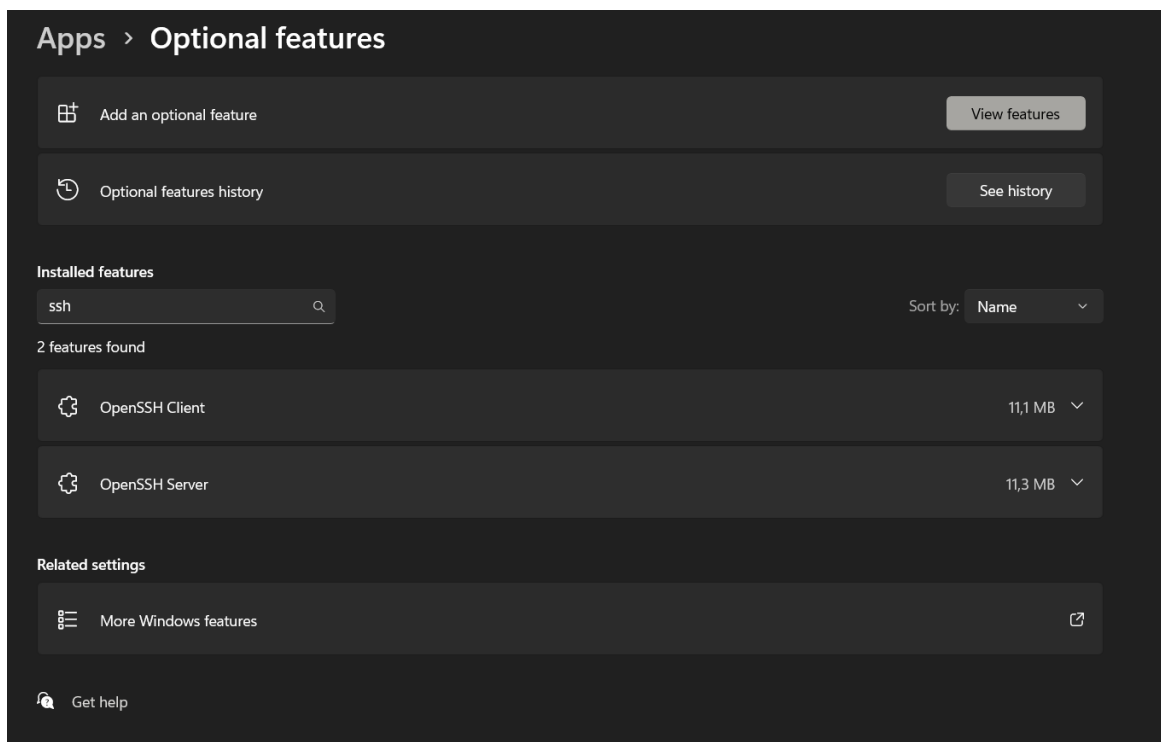 Apps > Optional features
Add an optional feature View features
Optional features history See history
Installed features
ssh Sort by: Name
2 features found
OpenSSH Client 11,1 MB
OpenSSH Server 11,3 MB
Related settings
More Windows features
Get help